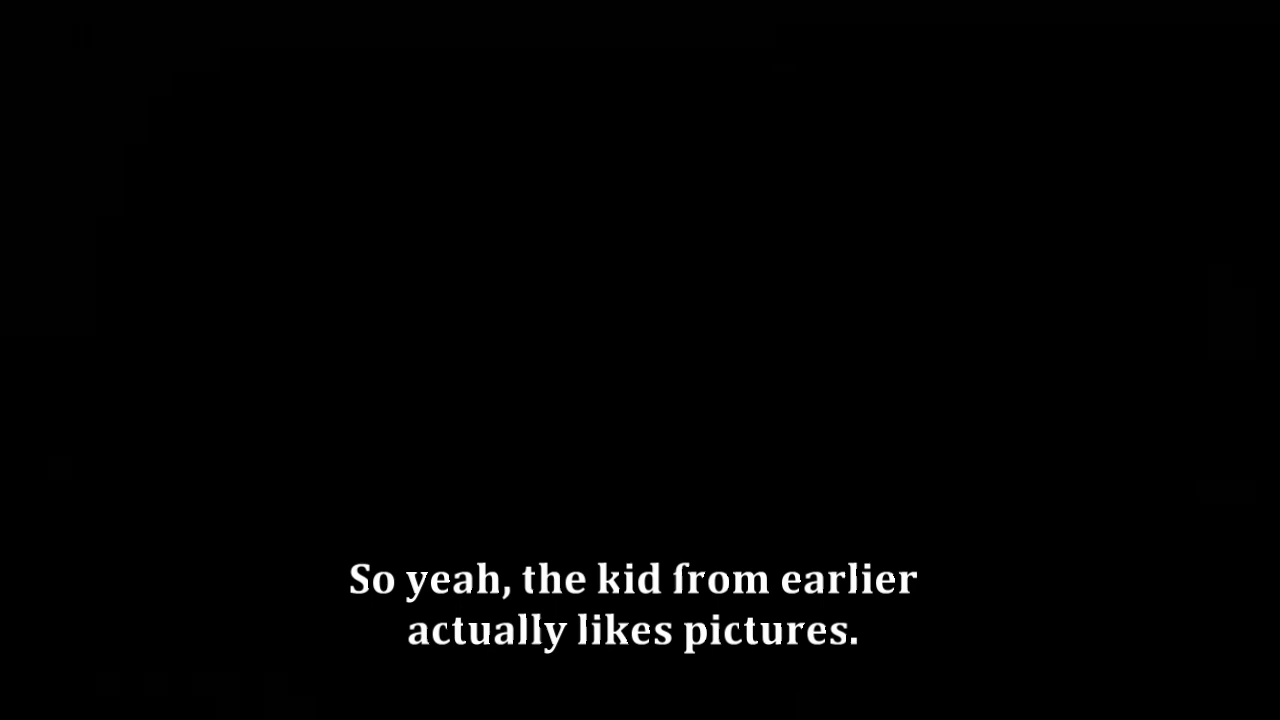 So yeah, the kid from earlier
actually likes pictures.